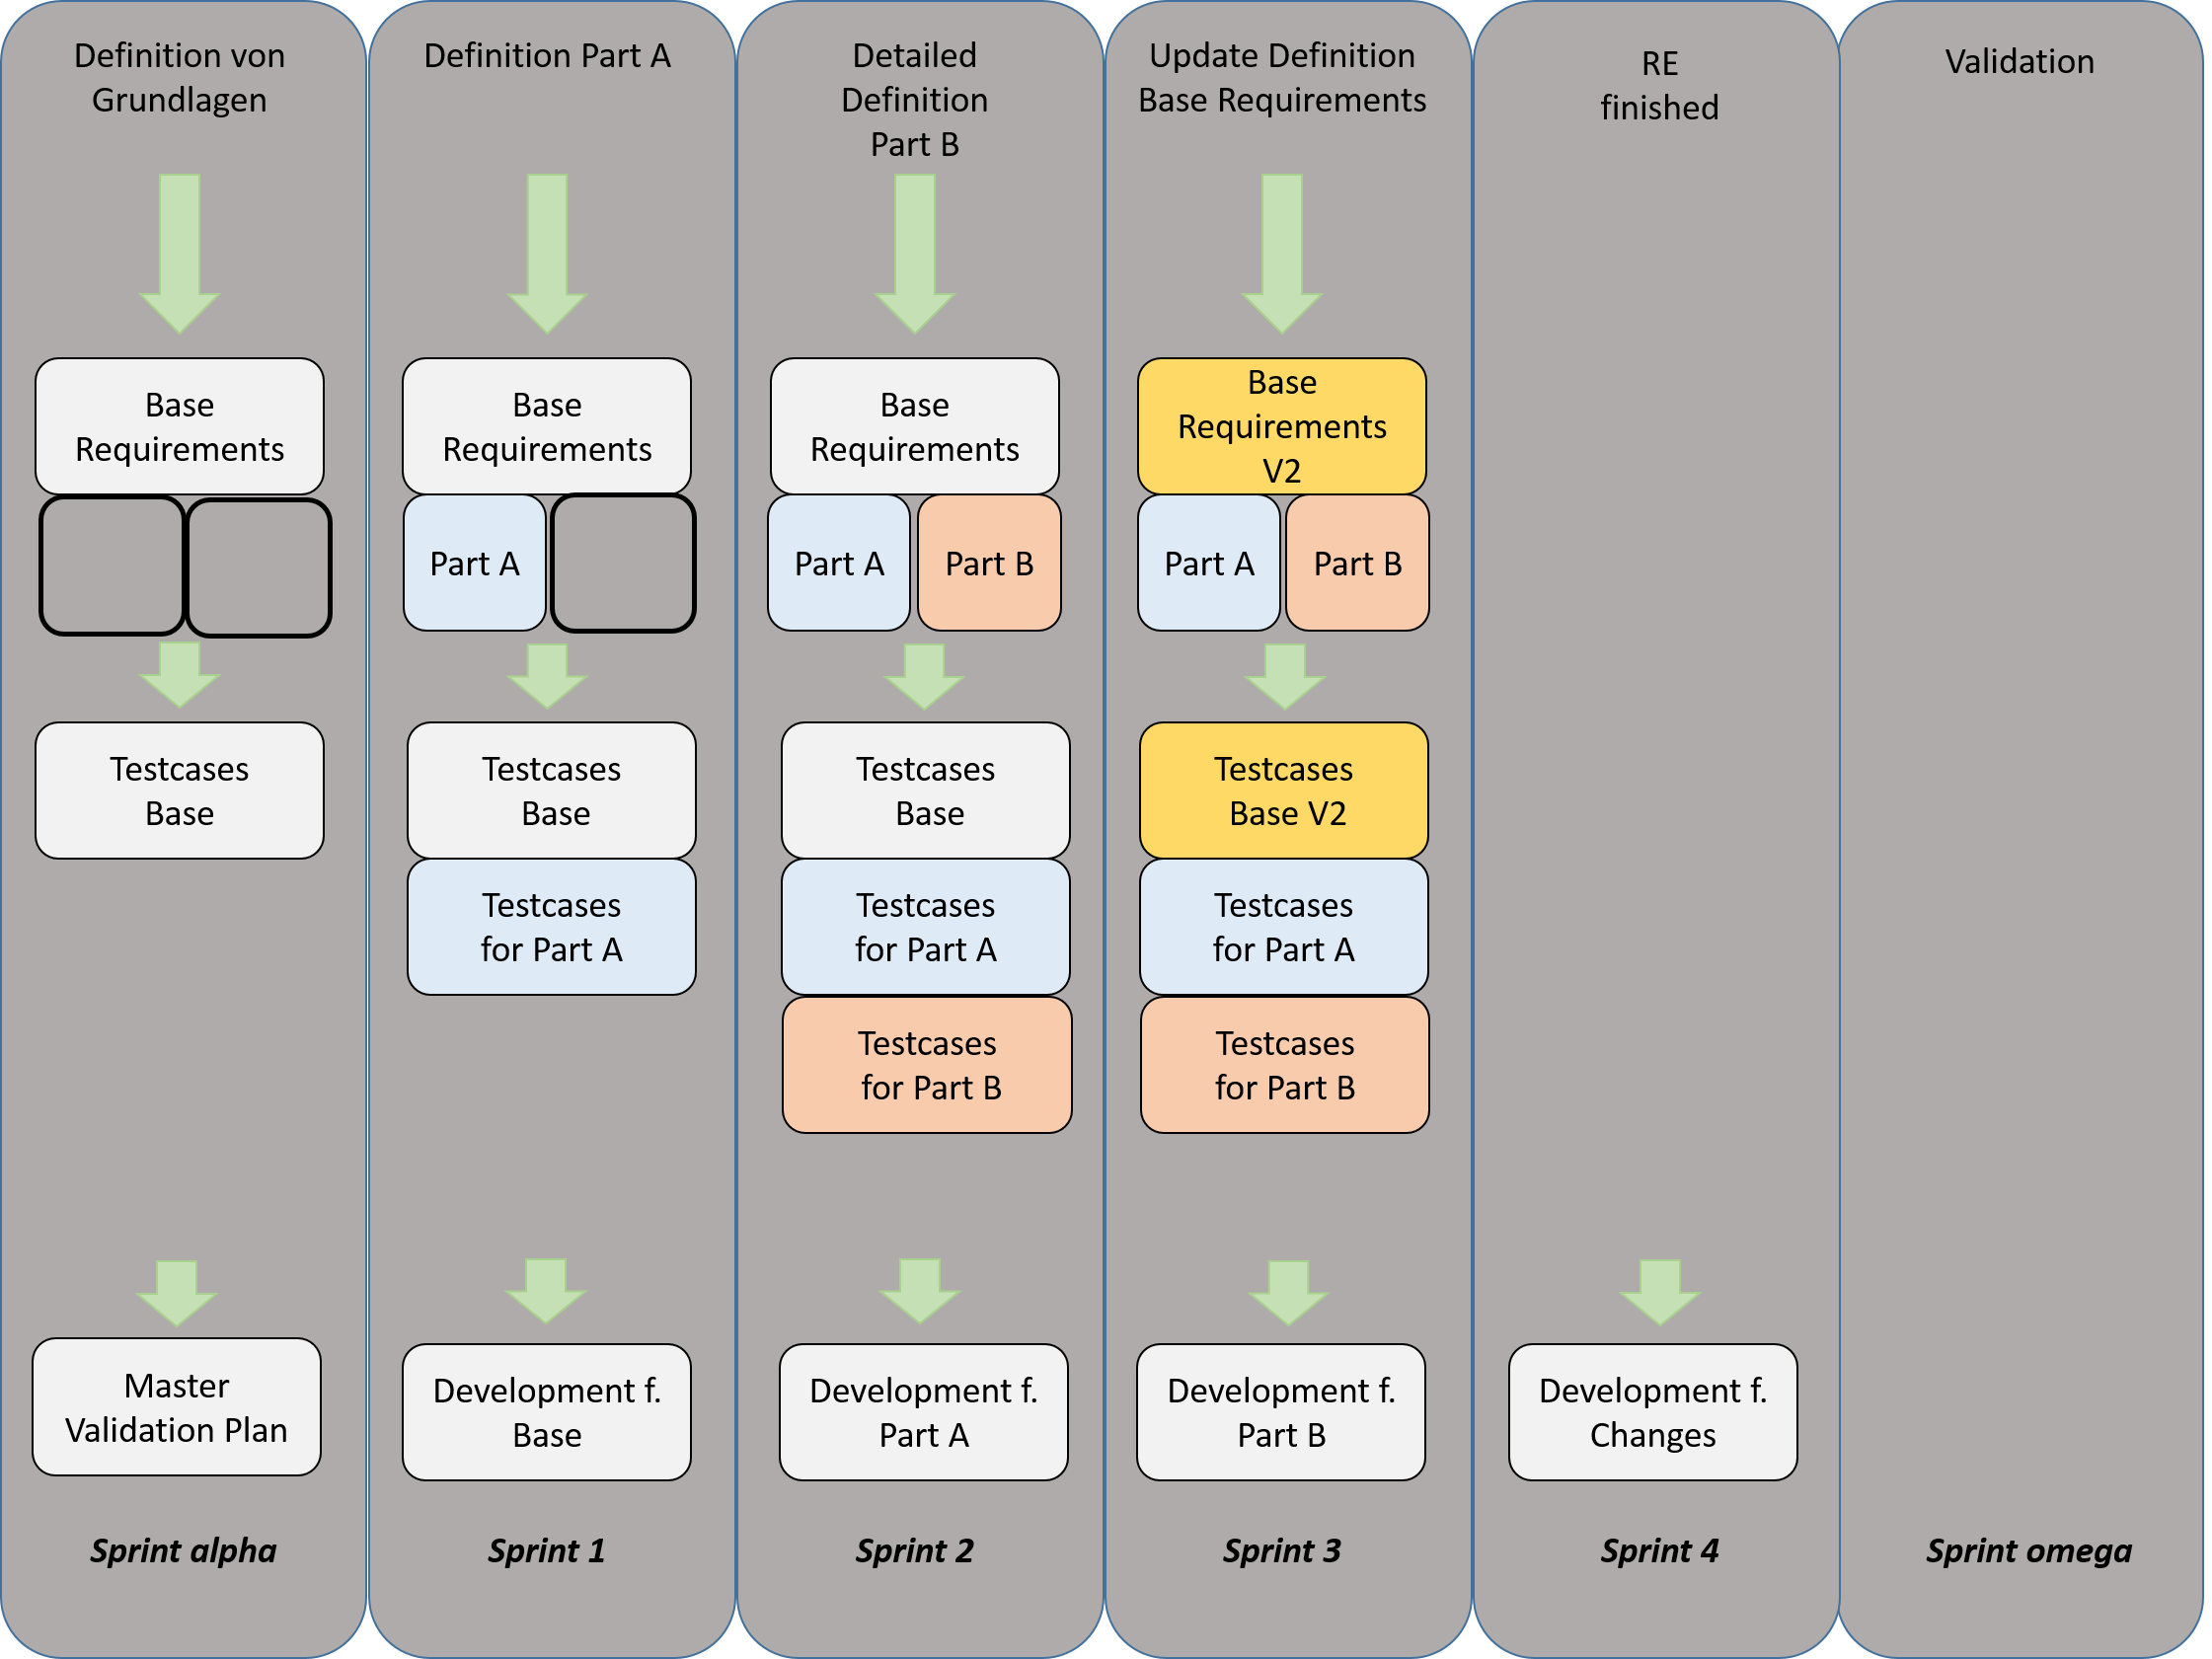 Definition von
Grundlagen
Base
Requirements
Testcases
Base
Master
Validation Plan
Sprint alpha
Definition Part A
Base
Requirements
Part A
Testcases
Base
Testcases
for Part A
Development f.
Base
Sprint 1
Detailed
Definition
Part B
Base
Requirements
Part A
Part B
Testcases
Base
Testcases
for Part A
Testcases
for Part B
Development f.
Part A
Sprint 2
Update Definition
Base Requirements
Base
Requirements
V2
Part A
Part B
Testcases
Base V2
Testcases
for Part A
Testcases
for Part B
Development f.
Part B
Sprint 3
RE
finished
Development f.
Changes
Sprint 4
Validation
Sprint omega